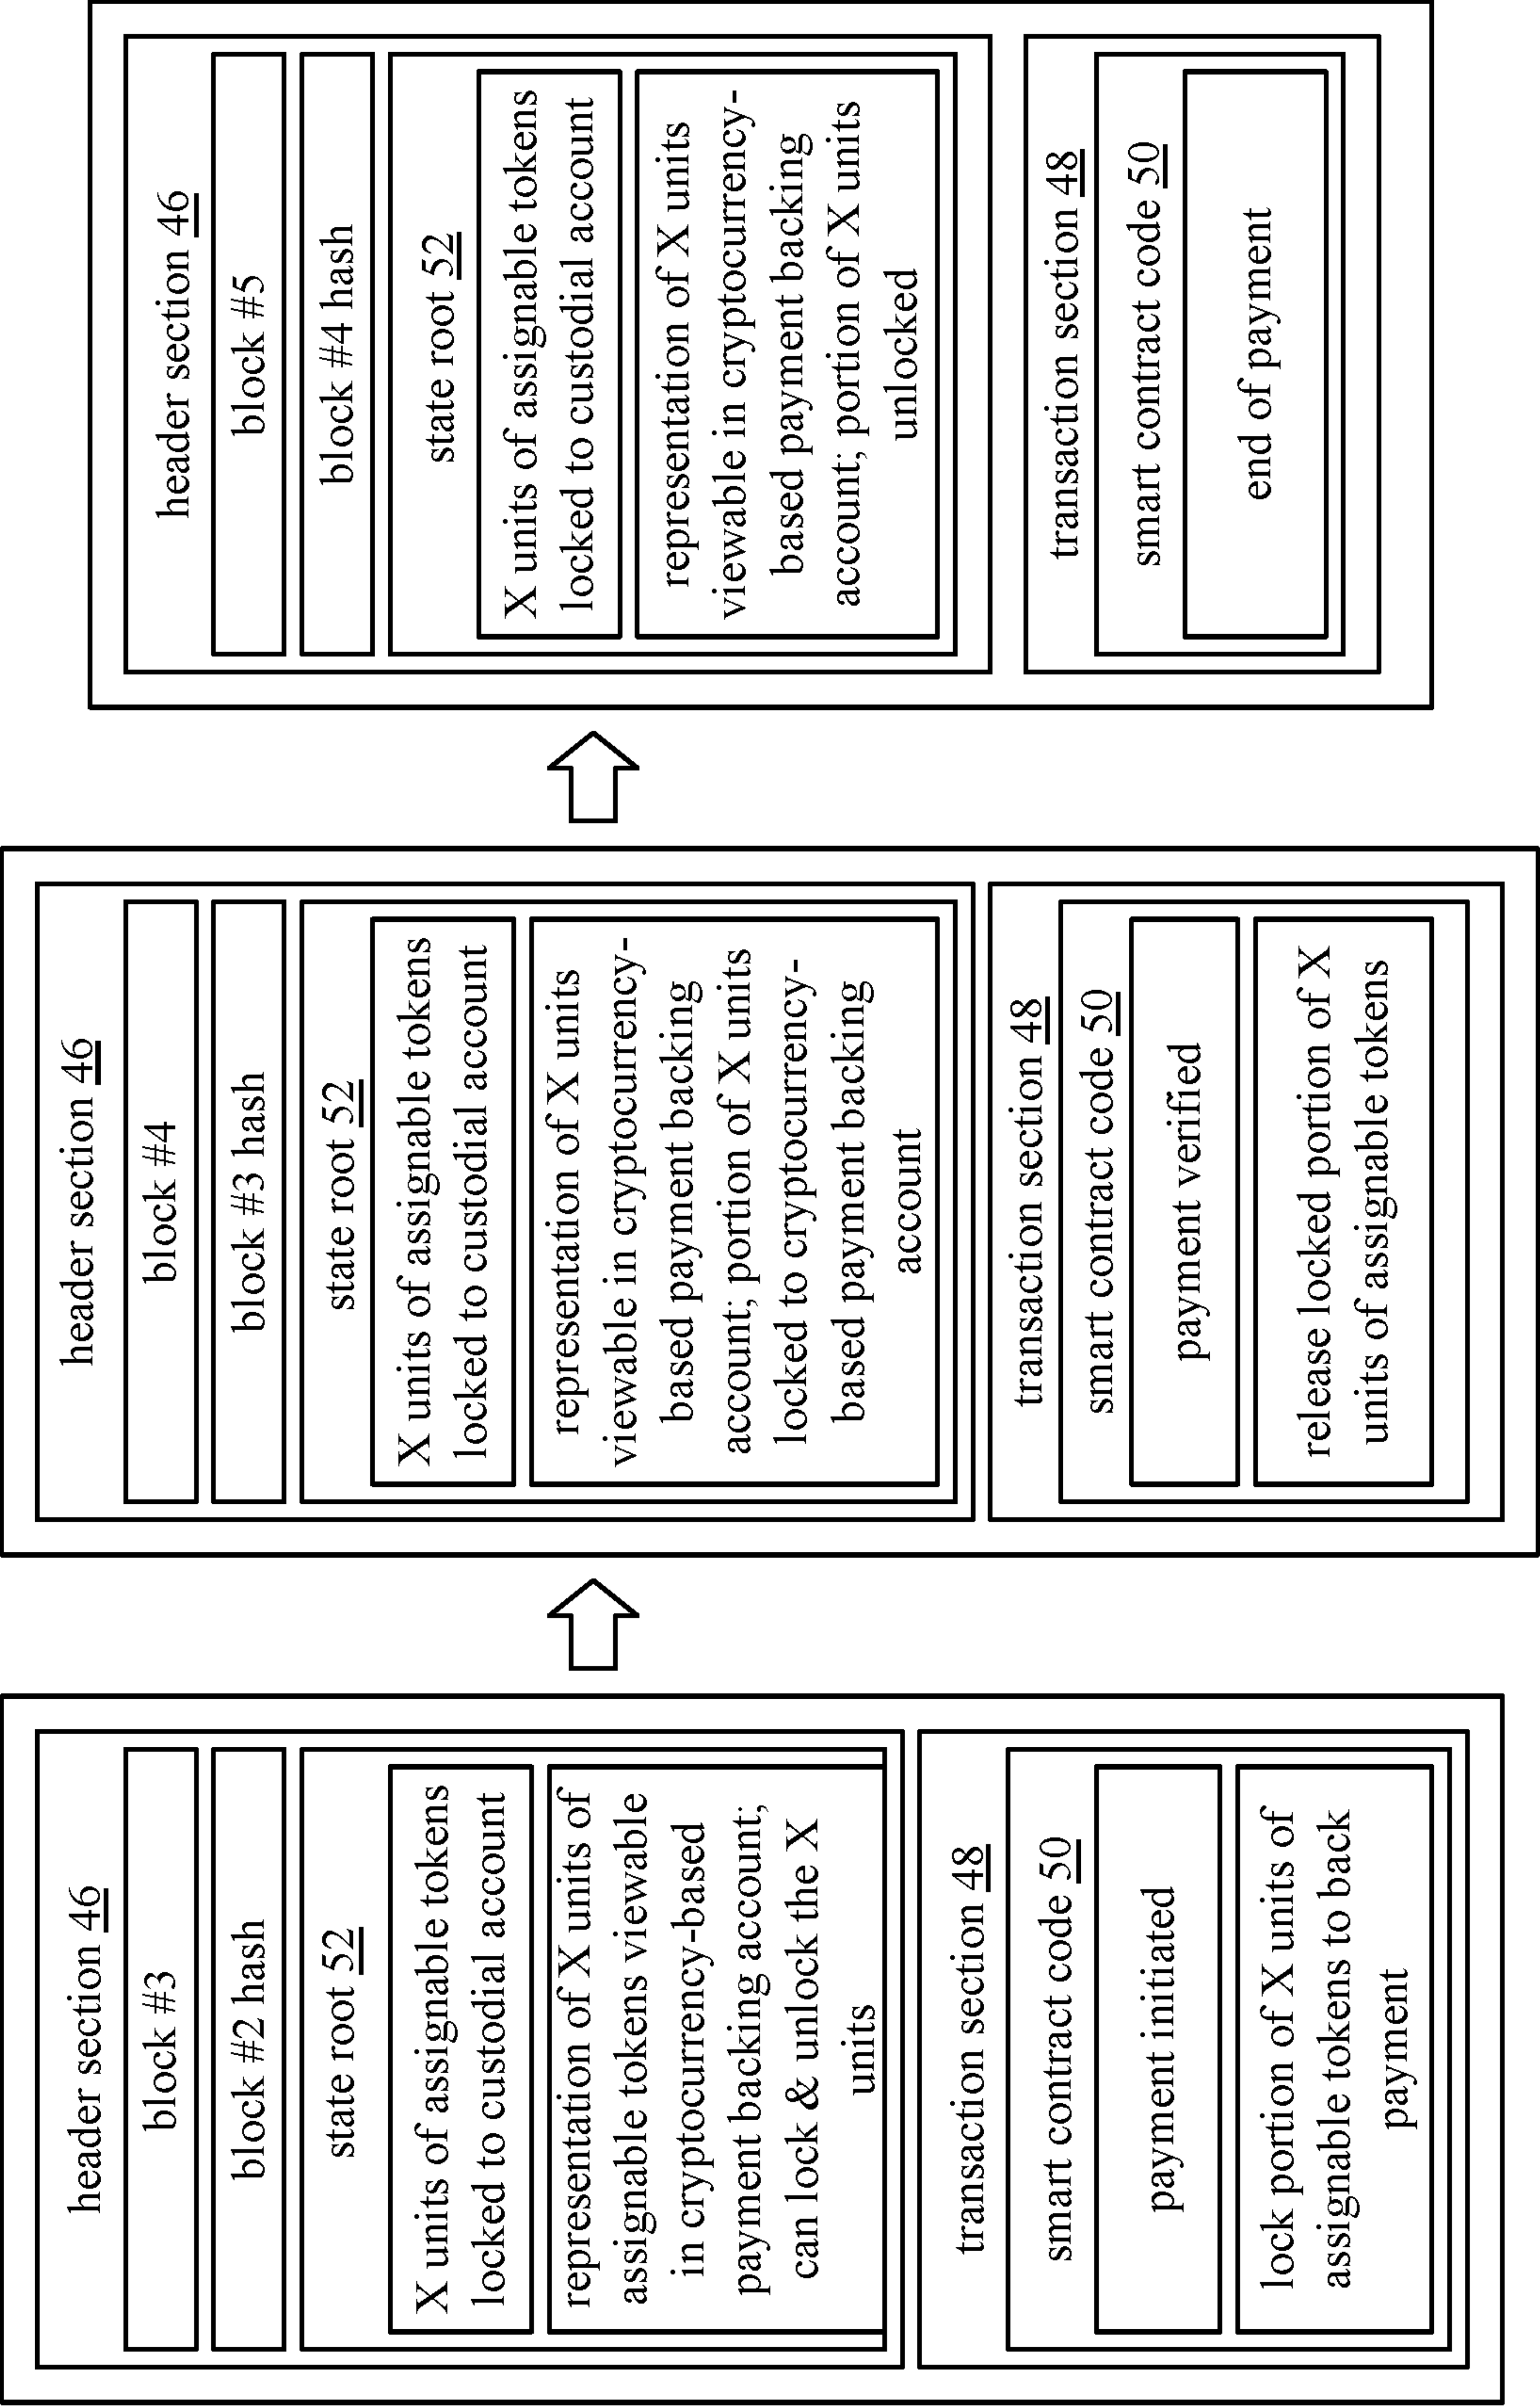 header section 46
block #3
block #2 hash
state root 52
X units of assignable tokens
locked to custodial account
representation of X units of
assignable tokens viewable
in cryptocurrency-based
payment backing account;
can lock & unlock the X
units
transaction section 48
smart contract code 50
payment initiated
lock portion of X units of
assignable tokens to back
payment
header section 46
block #4
block #3 hash
state root 52
X units of assignable tokens
locked to custodial account
representation of X units
viewable in cryptocurrency-
based payment backing
account; portion of X units
locked to cryptocurrency-
based payment backing
account
transaction section 48
smart contract code 50
payment verified
release locked portion of X
units of assignable tokens
header section 46
block #5
block #4 hash
state root 52
X units of assignable tokens
locked to custodial account
representation of X units
viewable in cryptocurrency-
based payment backing
account; portion of X units
unlocked
transaction section 48
smart contract code 50
end of payment